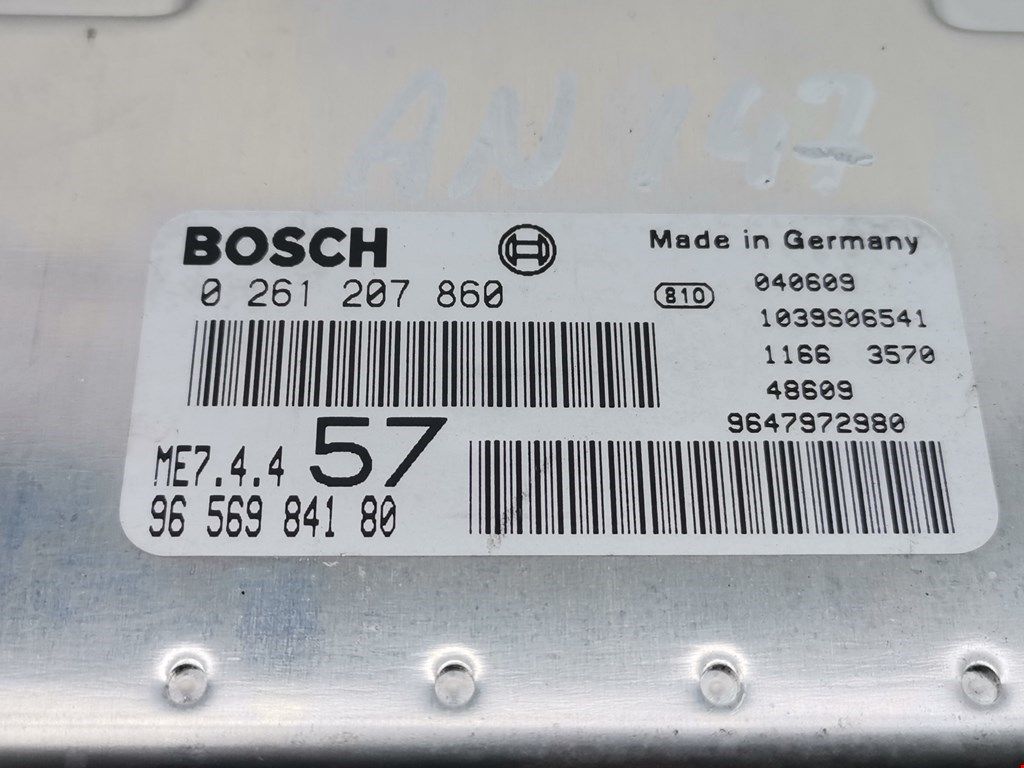 AN 147
BOSCH
0 261 207 860
Made in Germany
810
040609
1039S06541
1166 3570
48609
9647972980
ME7.4.4 57
96 569 841 80